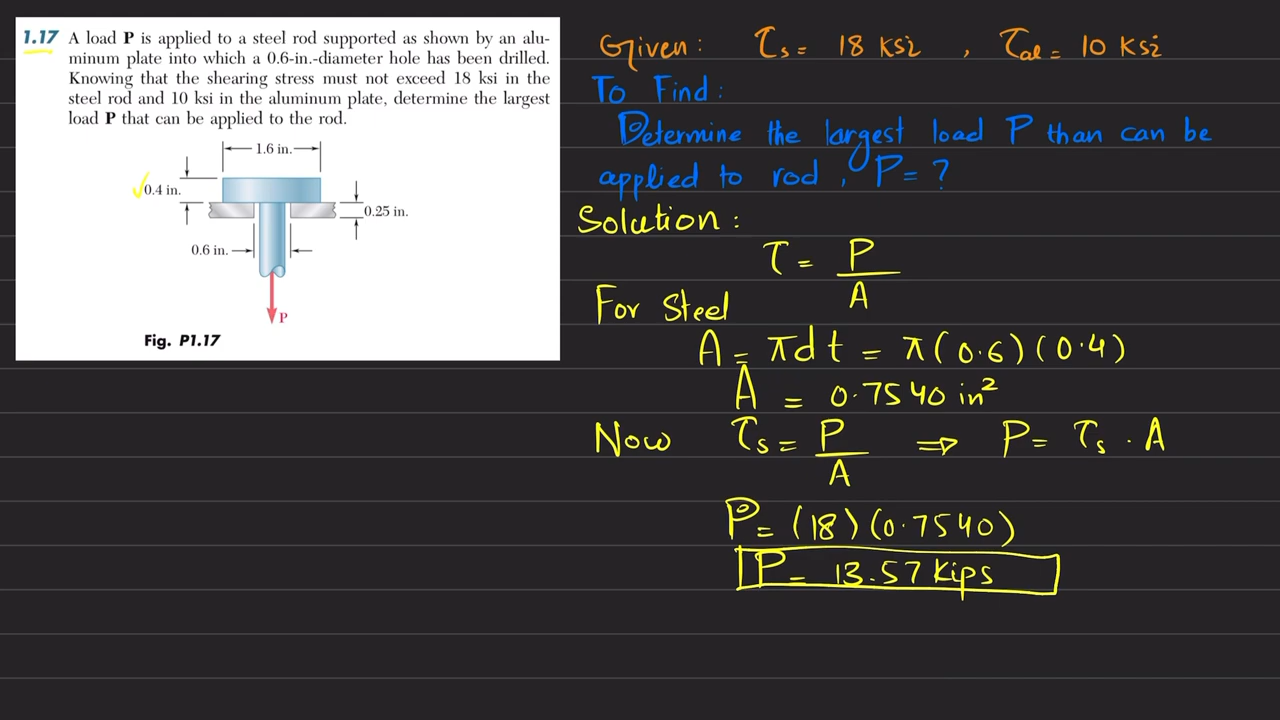 1.17 A load P is applied to a steel rod supported as shown by an alu-
minum plate into which a 0.6-in.-diameter hole has been drilled.
Knowing that the shearing stress must not exceed 18 ksi in the
steel rod and 10 ksi in the aluminum plate, determine the largest
load P that can be applied to the rod.
1.6 in.
0.4 in.
0.25 in.
0.6 in.
P
Fig. P1.17
Given: τs = 18 ksi , τal = 10 ksi
To Find:
Determine the largest load P than can be
applied to rod, P = ?
Solution:
τ = P/A
For Steel
A = πdt = π(0.6)(0.4)
A = 0.7540 in²
Now τs = P/A ⇒ P = τs · A
P = (18)(0.7540)
P = 13.57 Kips